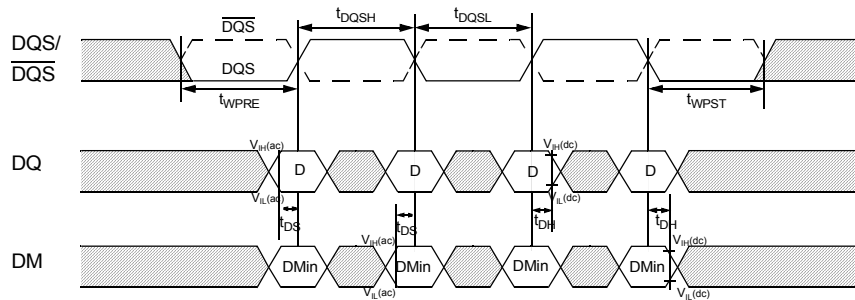 DQS tDQSH tDQSL
DQS/
DQS
DQS
tWPRE tWPST
VIH(ac) VIH(dc)
DQ D D D D
VIL(ac) VIL(dc)
tDS tDS tDH tDH
VIH(ac) VIH(dc)
DM DMin DMin DMin DMin
VIL(ac) VIL(dc)